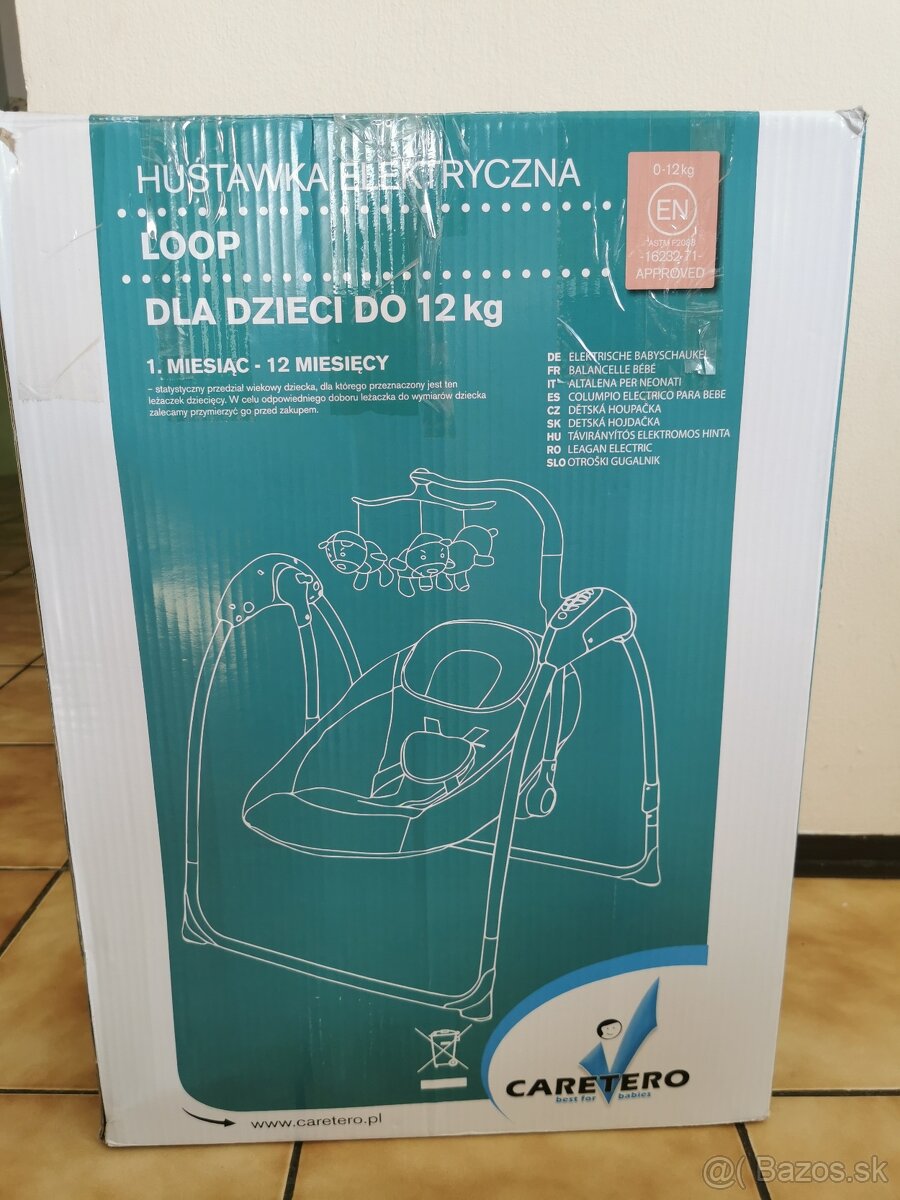 HUSTAWKA ELEKTRYCZNA
LOOP
DLA DZIECI DO 12 kg
1. MIESIĄC - 12 MIESIĘCY
– statystyczny przedział wiekowy dziecka, dla którego przeznaczony jest ten
leżaczek dziecięcy. W celu odpowiedniego doboru leżaczka do wymiarów dziecka
zalecamy przymierzyć go przed zakupem.
0-12kg
EN
- ASTM F2088
-16232-71-
APPROVED
DE ELEKTRISCHE BABYSCHAUKEL
FR BALANCELLE BÉBÉ
IT ALTALENA PER NEONATI
ES COLUMPIO ELECTRICO PARA BEBE
CZ DĚTSKÁ HOUPAČKA
SK DETSKÁ HOJDAČKA
HU TÁVIRÁNYÍTÓS ELEKTROMOS HINTA
RO LEAGAN ELECTRIC
SLO OTROŠKI GUGALNIK
CARETERO
best for babies
www.caretero.pl
@( Bazos.sk